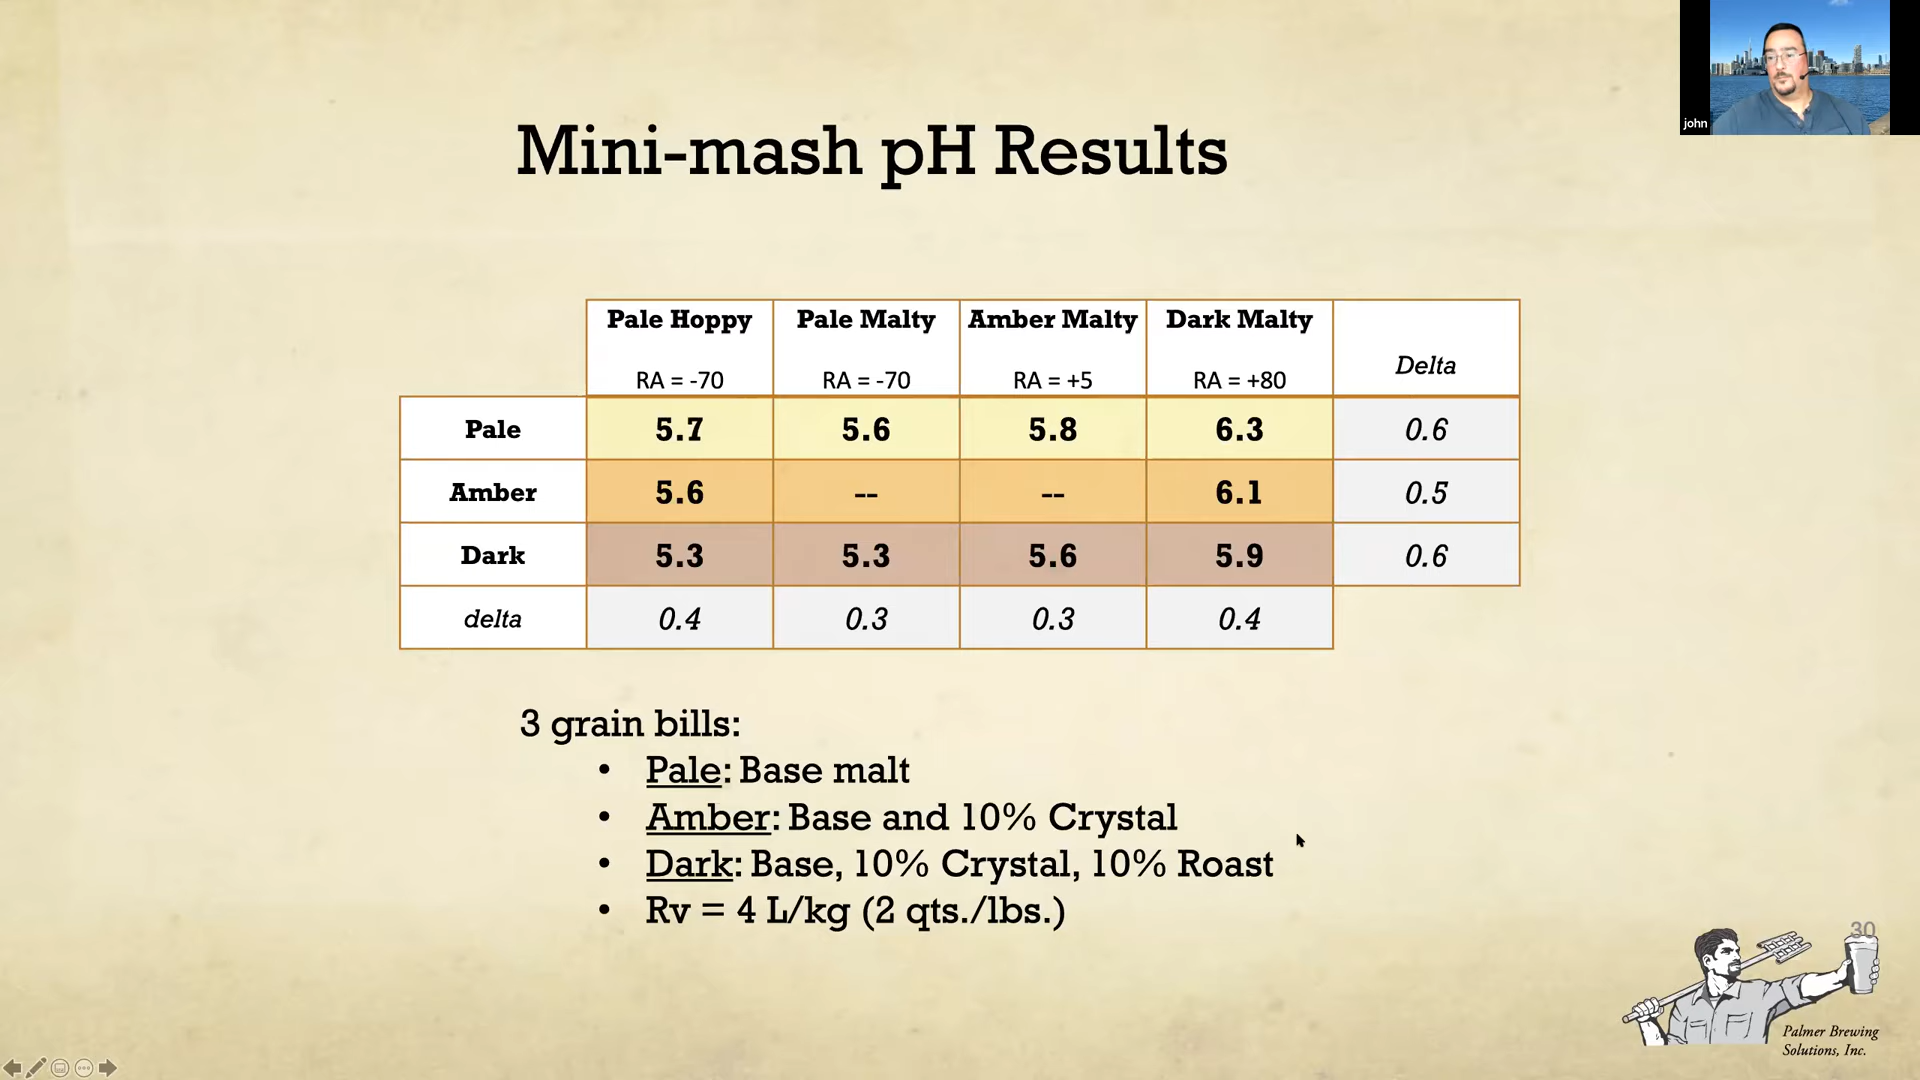 john
Mini-mash pH Results
Pale Hoppy Pale Malty Amber Malty Dark Malty
RA = -70 RA = -70 RA = +5 RA = +80 Delta
Pale 5.7 5.6 5.8 6.3 0.6
Amber 5.6 -- -- 6.1 0.5
Dark 5.3 5.3 5.6 5.9 0.6
delta 0.4 0.3 0.3 0.4
3 grain bills:
• Pale: Base malt
• Amber: Base and 10% Crystal
• Dark: Base, 10% Crystal, 10% Roast
• Rv = 4 L/kg (2 qts./lbs.)
30
Palmer Brewing
Solutions, Inc.